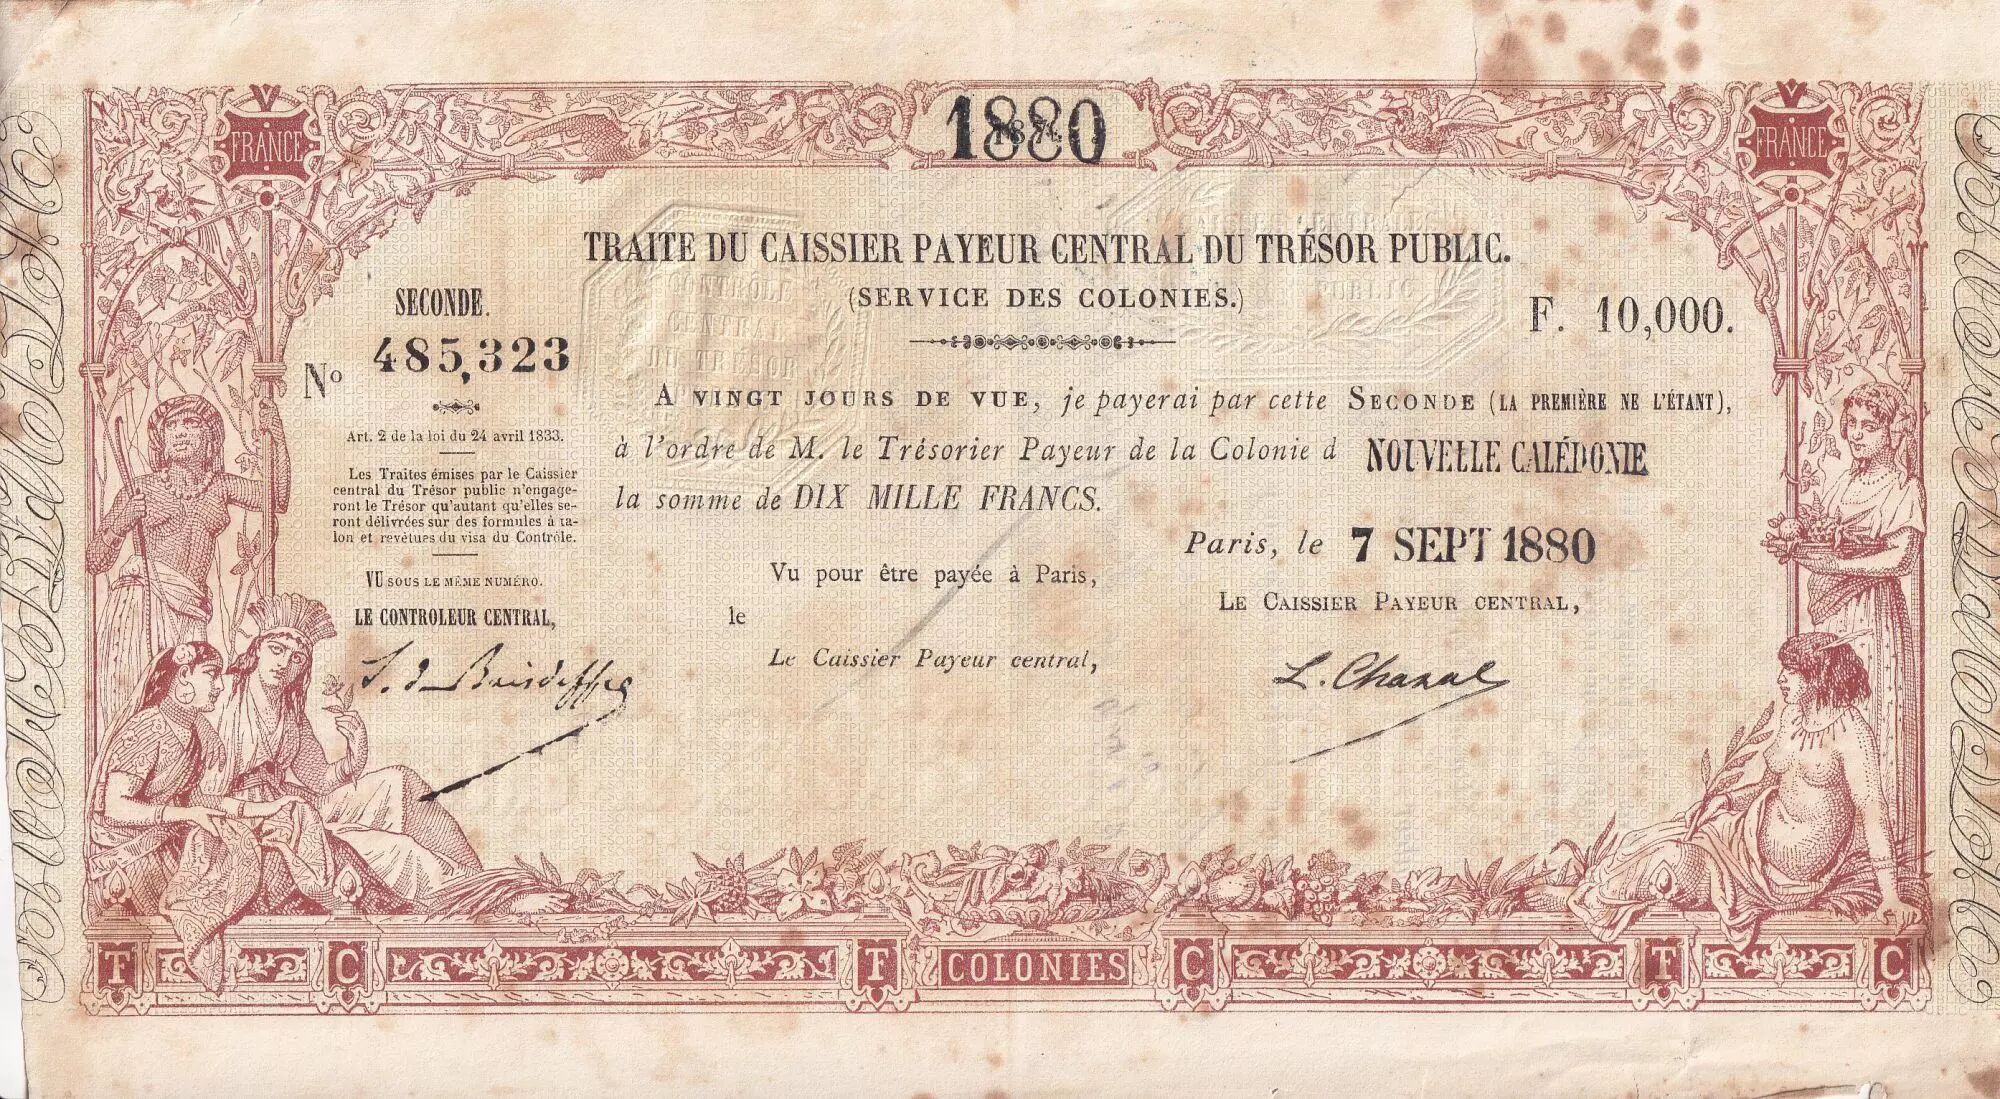 1880
FRANCE
FRANCE
TRAITE DU CAISSIER PAYEUR CENTRAL DU TRÉSOR PUBLIC.
(SERVICE DES COLONIES.)
F. 10,000.
SECONDE.
No 485,323
Art. 2 de la loi du 24 avril 1833.
Les Traites émises par le Caissier
central du Trésor public n'engage-
ront le Trésor qu'autant qu'elles se-
ront délivrées sur des formules à ta-
lon et revêtues du visa du Contrôle.
VU SOUS LE MÊME NUMÉRO.
LE CONTROLEUR CENTRAL,
A VINGT JOURS DE VUE, je payerai par cette SECONDE (LA PREMIÈRE NE L'ÉTANT),
à l'ordre de M. le Trésorier Payeur de la Colonie d NOUVELLE CALÉDONIE
la somme de DIX MILLE FRANCS.
Paris, le 7 SEPT 1880
Vu pour être payée à Paris,
le
Le Caissier Payeur central,
LE CAISSIER PAYEUR CENTRAL,
L. Chazal
CONTROLE
CENTRAL
DU TRESOR
T C T COLONIES C T C